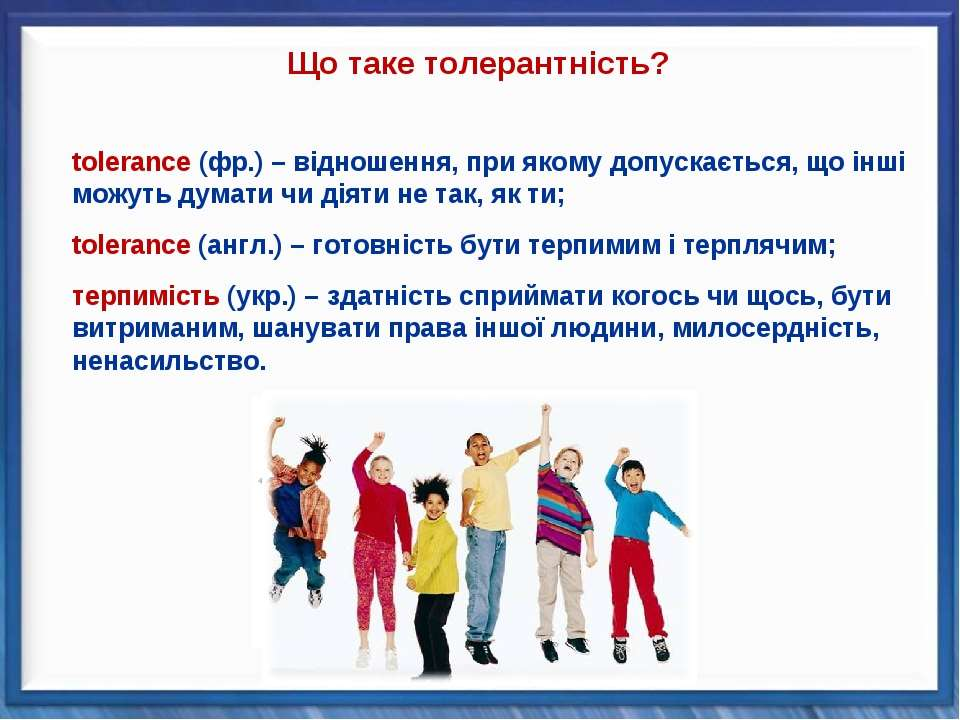 Що таке толерантність?
tolerance (фр.) – відношення, при якому допускається, що інші
можуть думати чи діяти не так, як ти;
tolerance (англ.) – готовність бути терпимим і терплячим;
терпимість (укр.) – здатність сприймати когось чи щось, бути
витриманим, шанувати права іншої людини, милосердність,
ненасильство.